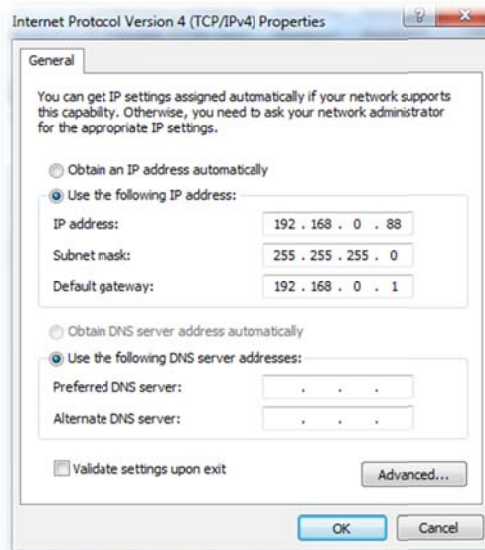 Internet Protocol Version 4 (TCP/IPv4) Properties
General
You can get IP settings assigned automatically if your network supports
this capability. Otherwise, you need to ask your network administrator
for the appropriate IP settings.
Obtain an IP address automatically
Use the following IP address:
IP address: 192 . 168 . 0 . 88
Subnet mask: 255 . 255 . 255 . 0
Default gateway: 192 . 168 . 0 . 1
Obtain DNS server address automatically
Use the following DNS server addresses:
Preferred DNS server: . . .
Alternate DNS server: . . .
Validate settings upon exit
Advanced...
OK Cancel